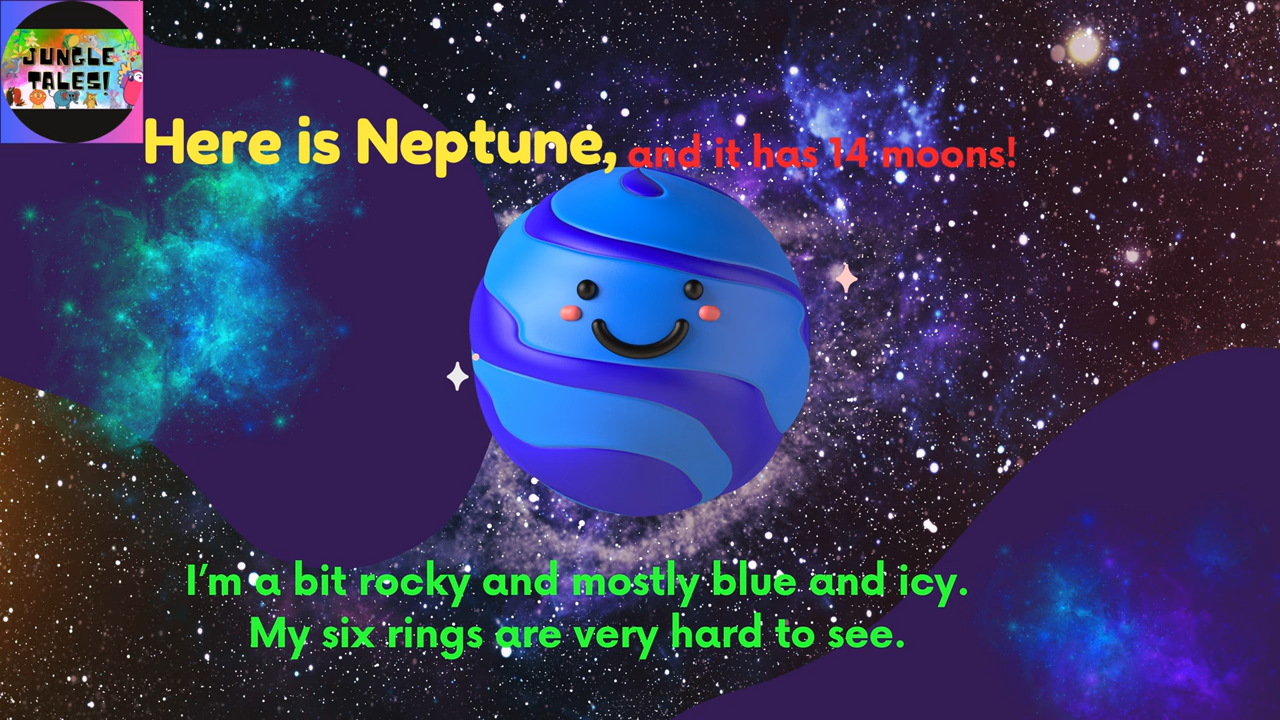 JUNGLE
TALES!
Here is Neptune, and it has 14 moons!
I'm a bit rocky and mostly blue and icy.
My six rings are very hard to see.